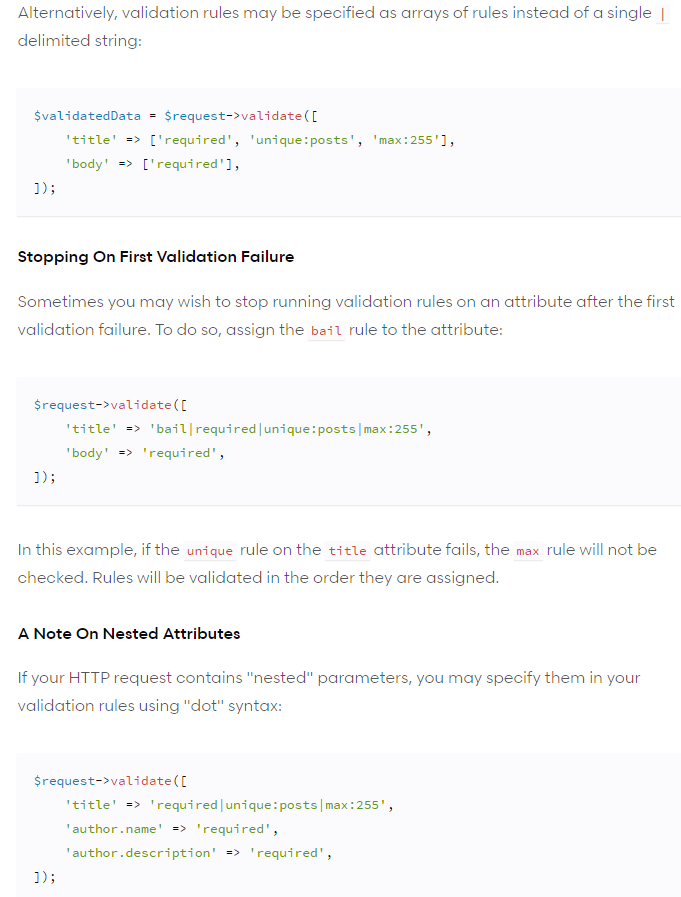 Alternatively, validation rules may be specified as arrays of rules instead of a single |
delimited string:
$validatedData = $request->validate([
    'title' => ['required', 'unique:posts', 'max:255'],
    'body' => ['required'],
]);
Stopping On First Validation Failure
Sometimes you may wish to stop running validation rules on an attribute after the first
validation failure. To do so, assign the bail rule to the attribute:
$request->validate([
    'title' => 'bail|required|unique:posts|max:255',
    'body' => 'required',
]);
In this example, if the unique rule on the title attribute fails, the max rule will not be
checked. Rules will be validated in the order they are assigned.
A Note On Nested Attributes
If your HTTP request contains "nested" parameters, you may specify them in your
validation rules using "dot" syntax:
$request->validate([
    'title' => 'required|unique:posts|max:255',
    'author.name' => 'required',
    'author.description' => 'required',
]);